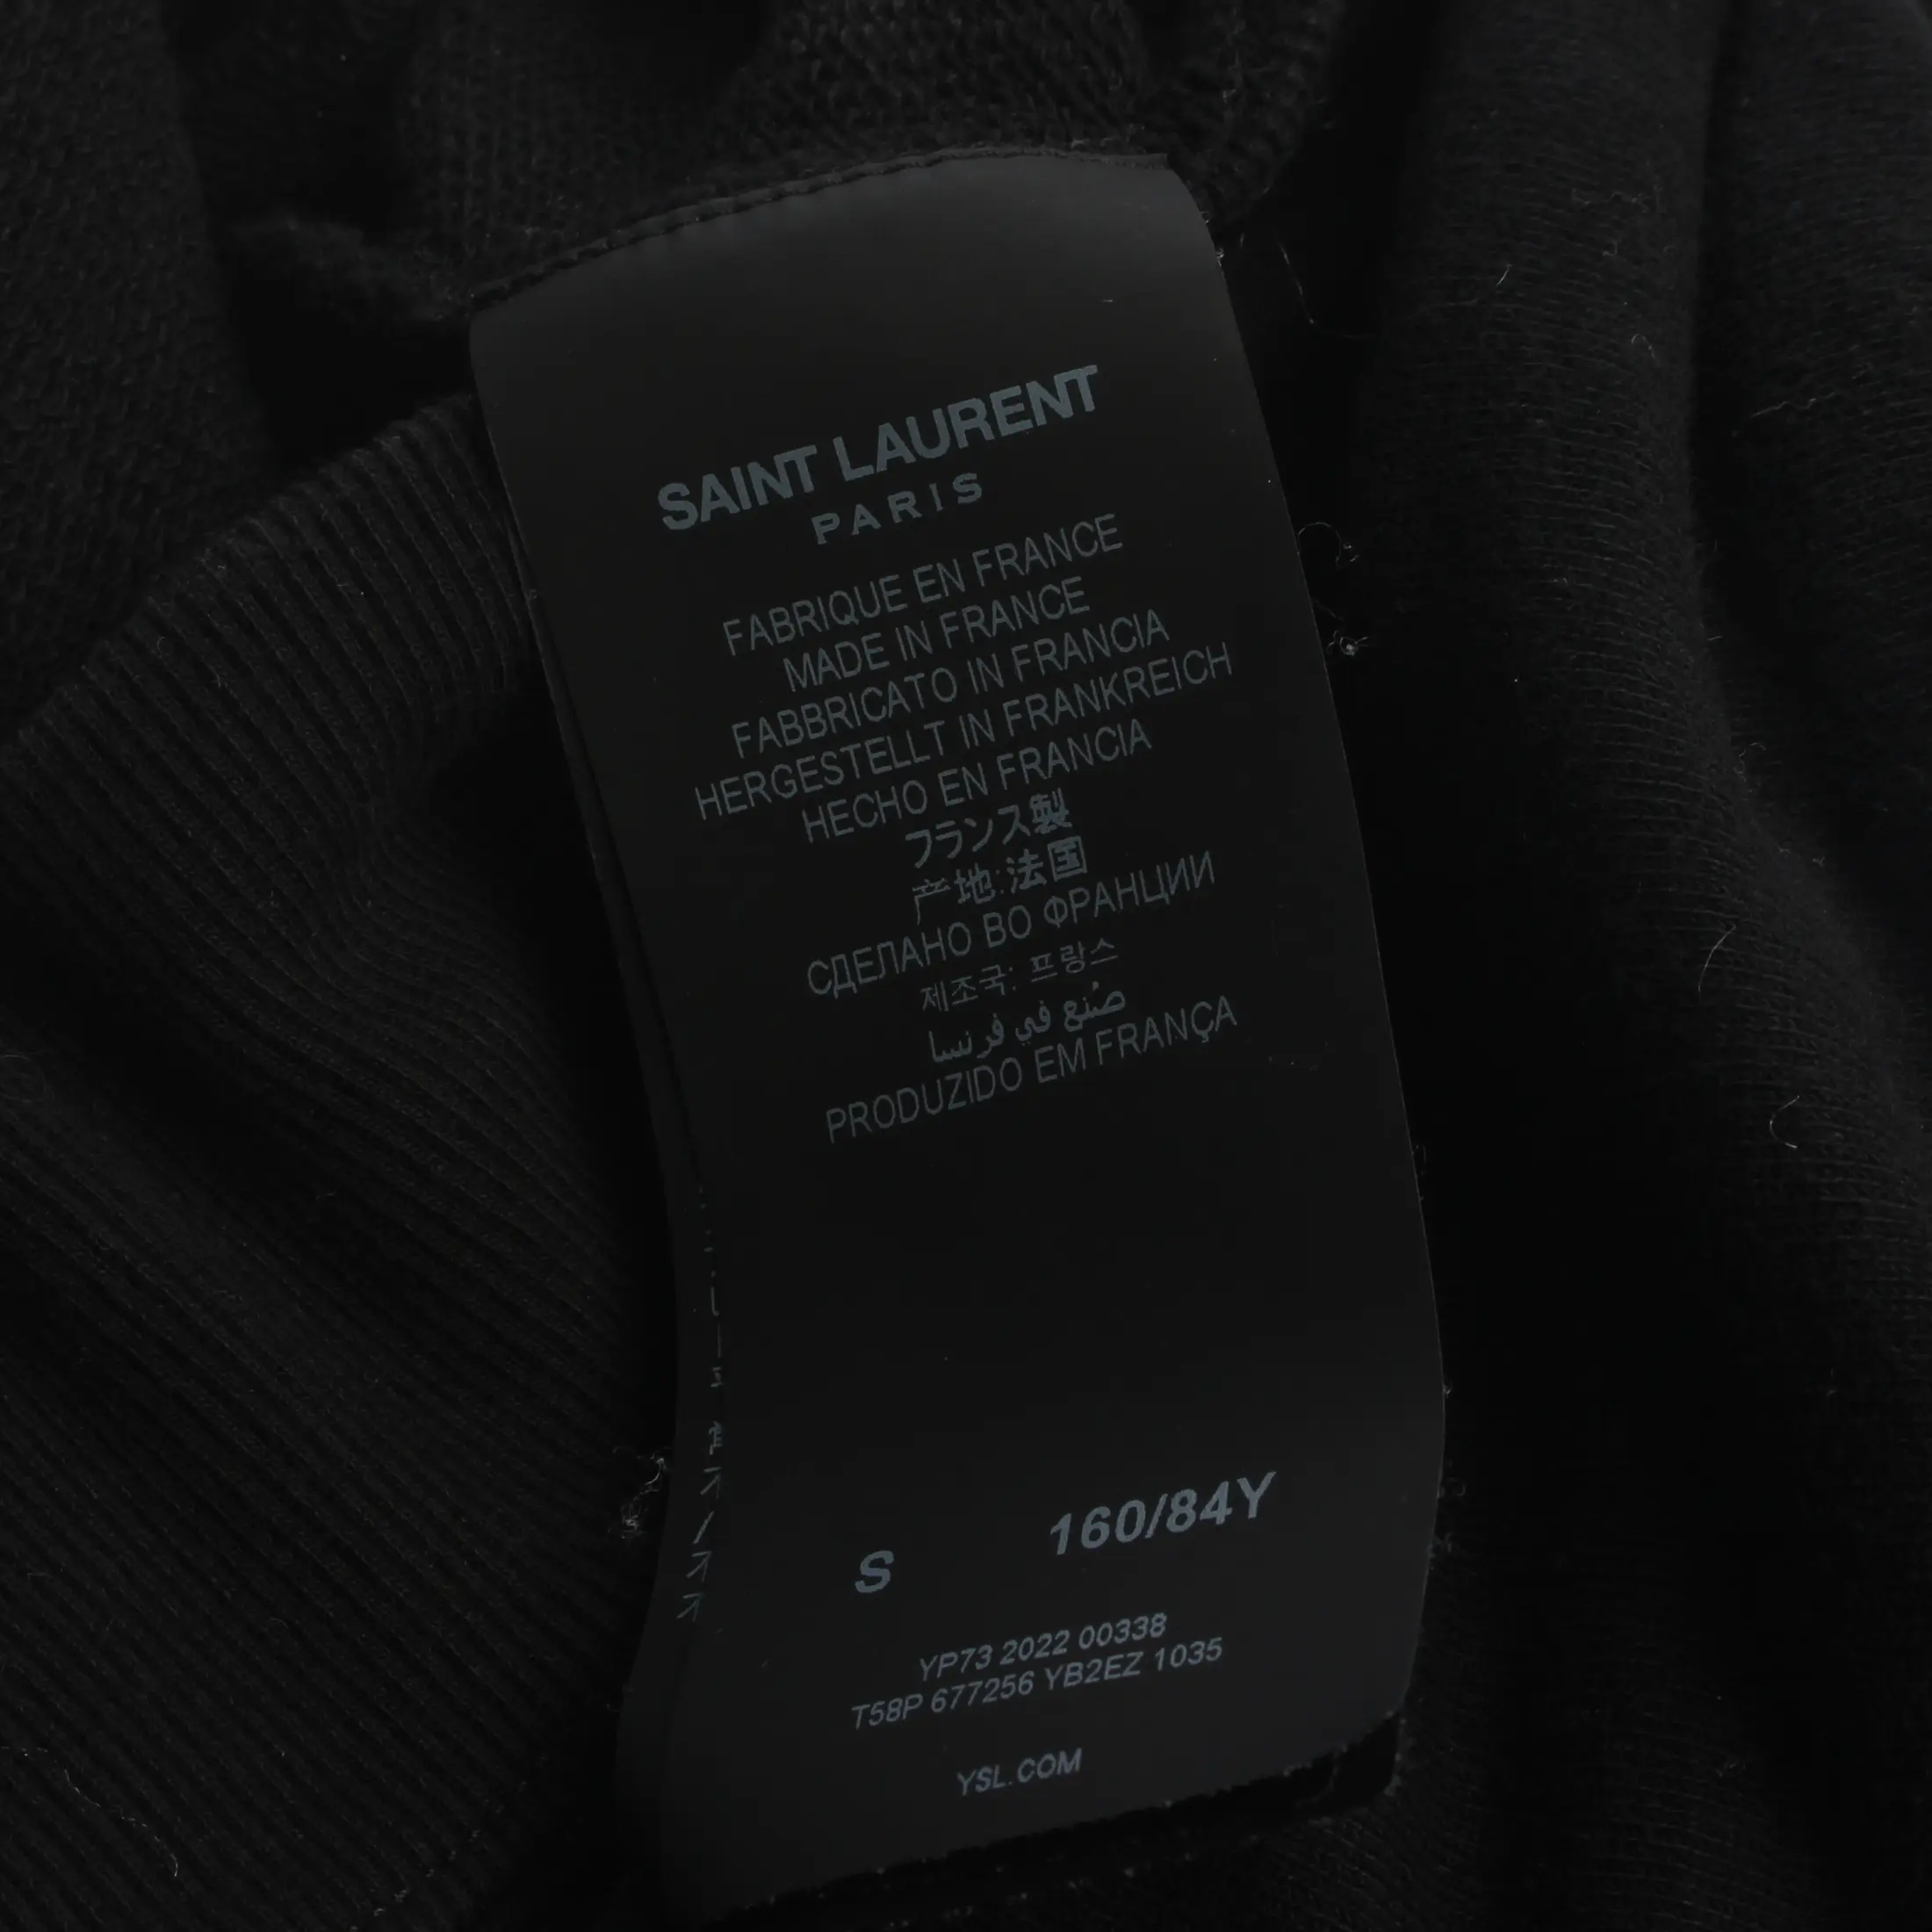 SAINT LAURENT
PARIS
FABRIQUE EN FRANCE
MADE IN FRANCE
FABBRICATO IN FRANCIA
HERGESTELLT IN FRANKREICH
HECHO EN FRANCIA
フランス製
产地:法国
СДЕЛАНО ВО ФРАНЦИИ
제조국: 프랑스
صُنع في فرنسا
PRODUZIDO EM FRANÇA
S 160/84Y
YP73 2022 00338
T58P 677256 YB2EZ 1035
YSL.COM